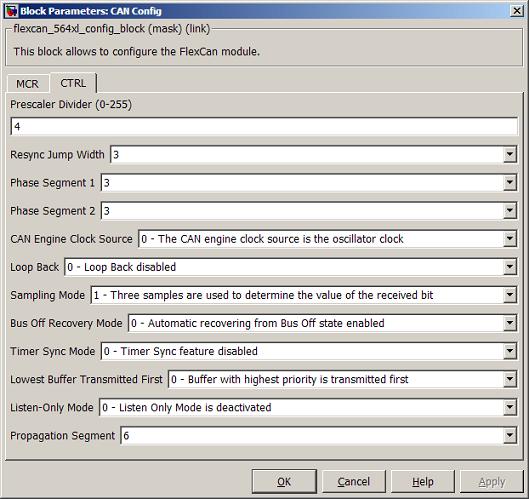 Block Parameters: CAN Config
flexcan_564xl_config_block (mask) (link)
This block allows to configure the FlexCan module.
MCR CTRL
Prescaler Divider (0-255)
4
Resync Jump Width 3
Phase Segment 1 3
Phase Segment 2 3
CAN Engine Clock Source 0 - The CAN engine clock source is the oscillator clock
Loop Back 0 - Loop Back disabled
Sampling Mode 1 - Three samples are used to determine the value of the received bit
Bus Off Recovery Mode 0 - Automatic recovering from Bus Off state enabled
Timer Sync Mode 0 - Timer Sync feature disabled
Lowest Buffer Transmitted First 0 - Buffer with highest priority is transmitted first
Listen-Only Mode 0 - Listen Only Mode is deactivated
Propagation Segment 6
OK Cancel Help Apply